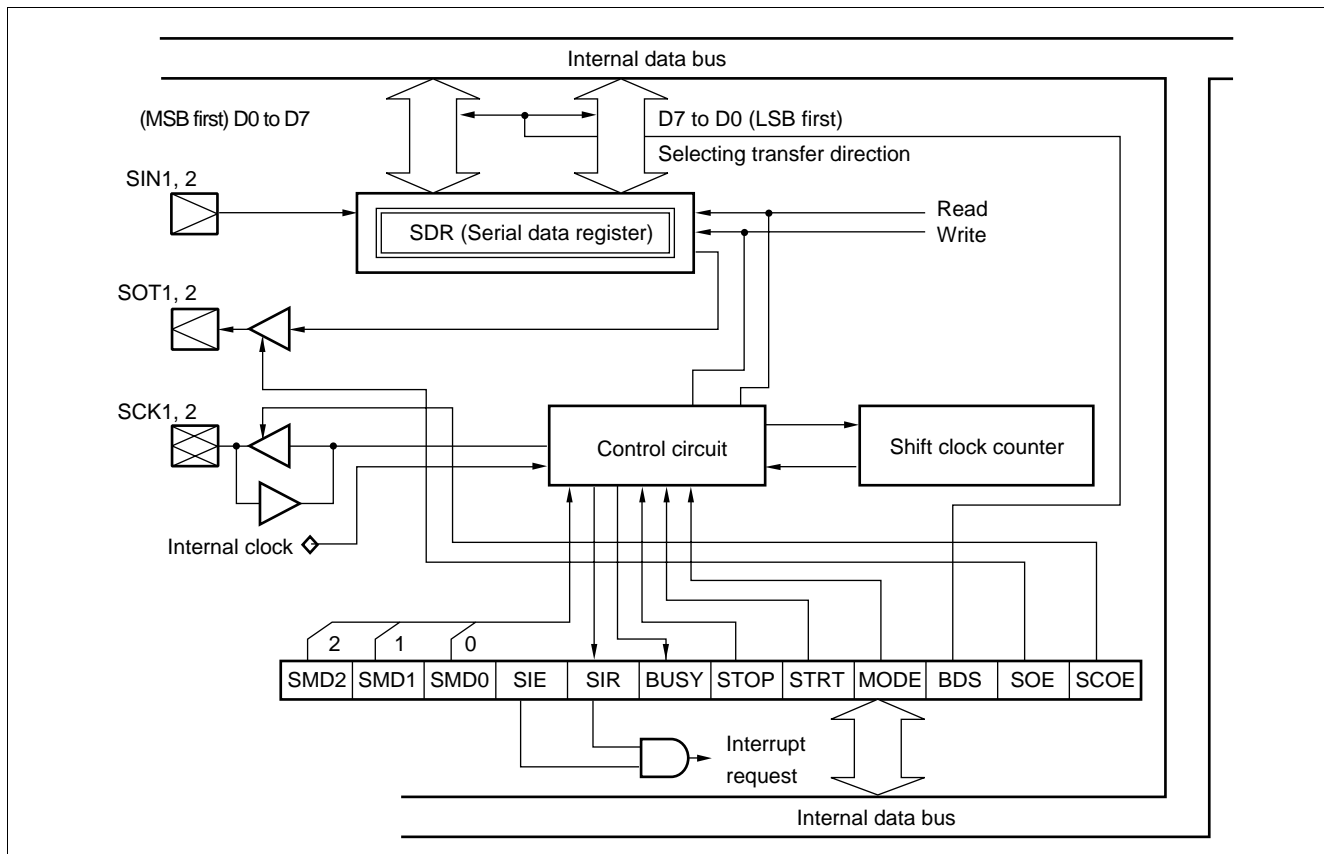 Internal data bus
(MSB first) D0 to D7
D7 to D0 (LSB first)
Selecting transfer direction
SIN1, 2
Read
SDR (Serial data register)
Write
SOT1, 2
SCK1, 2
Control circuit
Shift clock counter
Internal clock
2 1 0
SMD2 SMD1 SMD0 SIE SIR BUSY STOP STRT MODE BDS SOE SCOE
Interrupt
request
Internal data bus